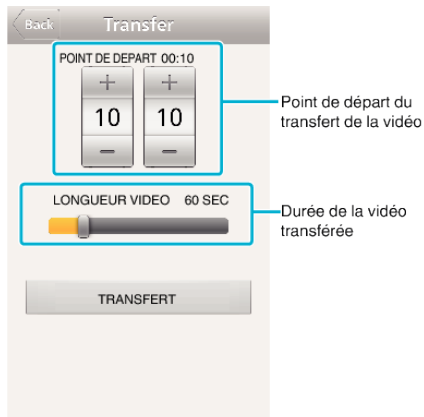 Back Transfer
POINT DE DEPART 00:10
+ +
10 10
− −
Point de départ du
transfert de la vidéo
LONGUEUR VIDEO 60 SEC
Durée de la vidéo
transférée
TRANSFERT